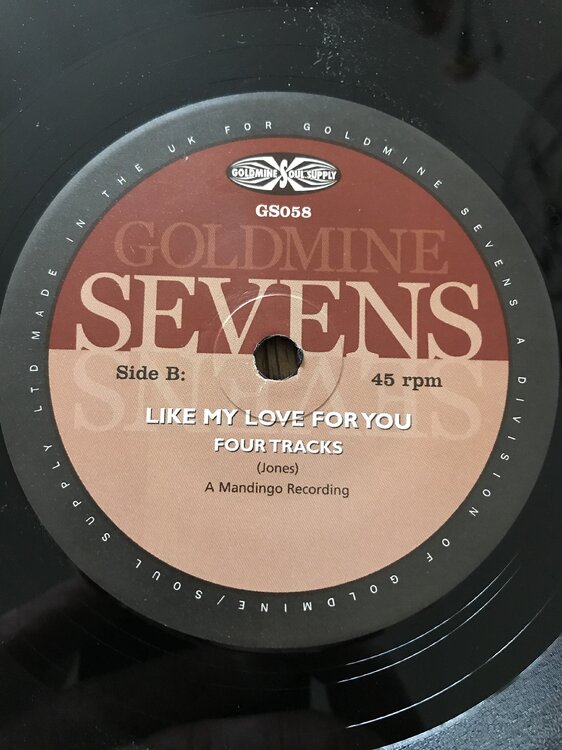 MADE IN THE UK FOR GOLDMINE SEVENS A DIVISION OF GOLDMINE/SOUL SUPPLY LTD
GOLDMINE SOUL SUPPLY
GS058
GOLDMINE
SEVENS
SEVENS
Side B:
45 rpm
LIKE MY LOVE FOR YOU
FOUR TRACKS
(Jones)
A Mandingo Recording